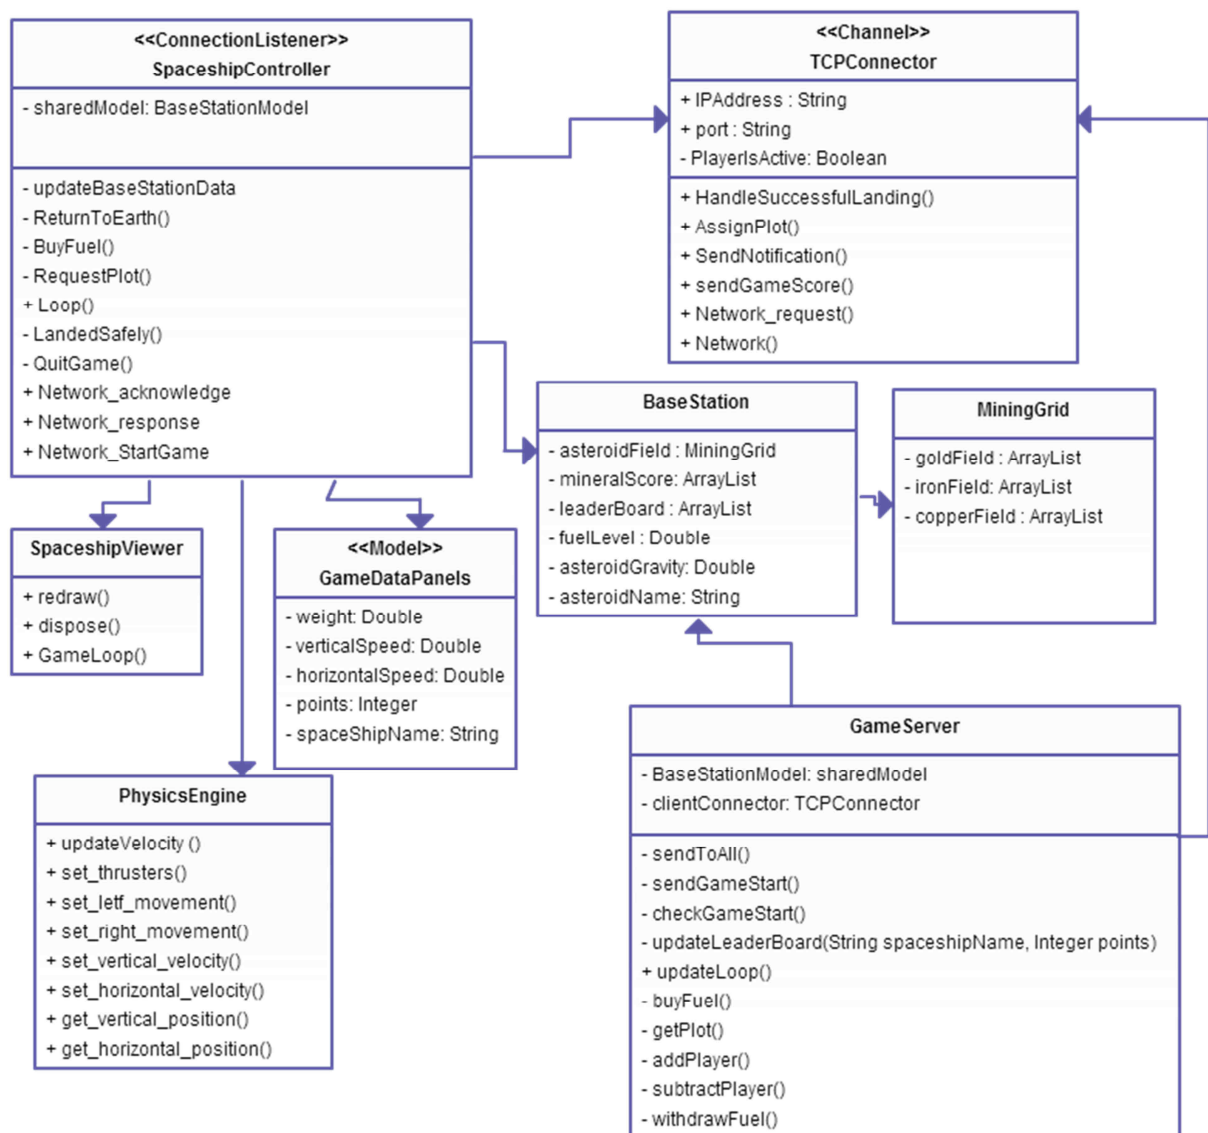 <<ConnectionListener>>
SpaceshipController
- sharedModel: BaseStationModel
- updateBaseStationData
- ReturnToEarth()
- BuyFuel()
- RequestPlot()
+ Loop()
- LandedSafely()
- QuitGame()
+ Network_acknowledge
+ Network_response
+ Network_StartGame
<<Channel>>
TCPConnector
+ IPAddress : String
+ port : String
- PlayerIsActive: Boolean
+ HandleSuccessfulLanding()
+ AssignPlot()
+ SendNotification()
+ sendGameScore()
+ Network_request()
+ Network()
BaseStation
- asteroidField : MiningGrid
- mineralScore: ArrayList
- leaderBoard : ArrayList
- fuelLevel : Double
- asteroidGravity: Double
- asteroidName: String
MiningGrid
- goldField : ArrayList
- ironField: ArrayList
- copperField : ArrayList
SpaceshipViewer
+ redraw()
+ dispose()
+ GameLoop()
<<Model>>
GameDataPanels
- weight: Double
- verticalSpeed: Double
- horizontalSpeed: Double
- points: Integer
- spaceShipName: String
PhysicsEngine
+ updateVelocity ()
+ set_thrusters()
+ set_letf_movement()
+ set_right_movement()
+ set_vertical_velocity()
+ set_horizontal_velocity()
+ get_vertical_position()
+ get_horizontal_position()
GameServer
- BaseStationModel: sharedModel
- clientConnector: TCPConnector
- sendToAll()
- sendGameStart()
- checkGameStart()
- updateLeaderBoard(String spaceshipName, Integer points)
+ updateLoop()
- buyFuel()
- getPlot()
- addPlayer()
- subtractPlayer()
- withdrawFuel()